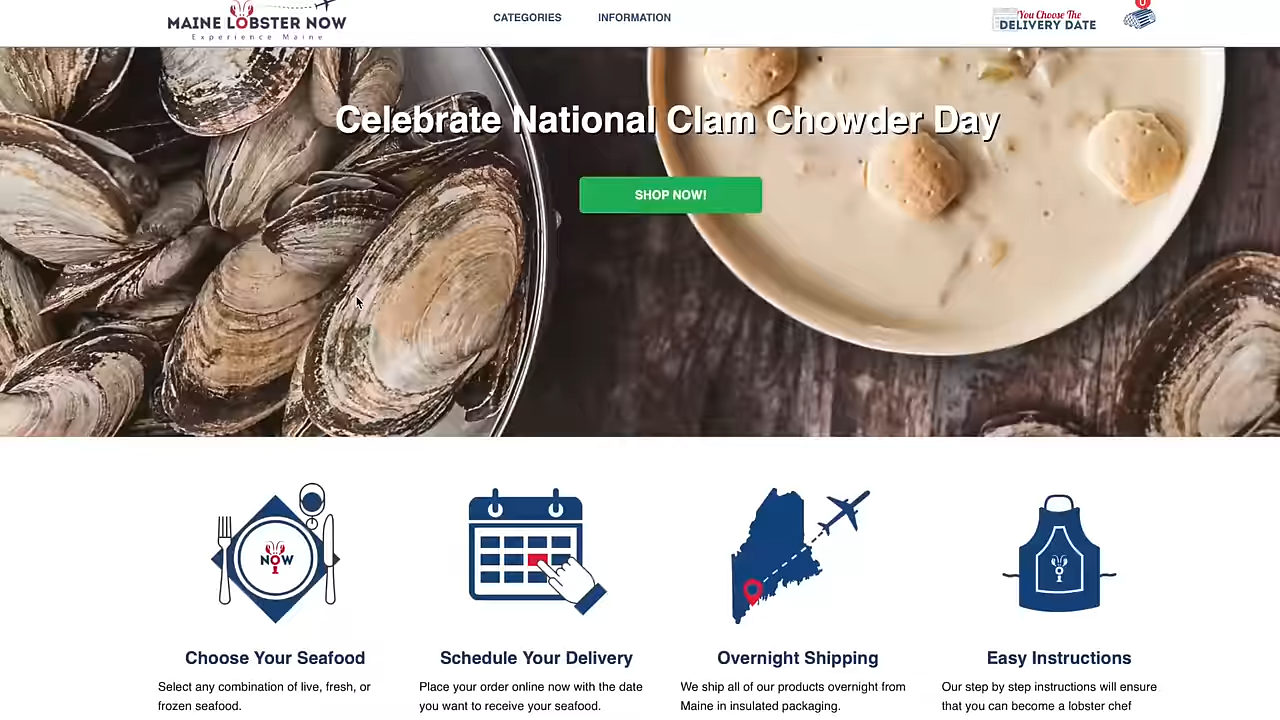 MAINE LOBSTER NOW
Experience Maine
CATEGORIES
INFORMATION
You Choose The
DELIVERY DATE
0
Celebrate National Clam Chowder Day
SHOP NOW!
NOW
Choose Your Seafood
Select any combination of live, fresh, or
frozen seafood.
Schedule Your Delivery
Place your order online now with the date
you want to receive your seafood.
Overnight Shipping
We ship all of our products overnight from
Maine in insulated packaging.
Easy Instructions
Our step by step instructions will ensure
that you can become a lobster chef